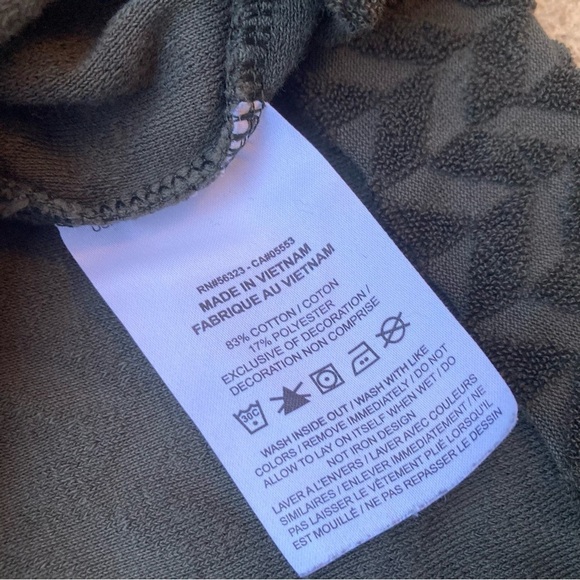 RN#56323 - CA#05553
MADE IN VIETNAM
FABRIQUE AU VIETNAM
83% COTTON / COTON
17% POLYESTER
EXCLUSIVE OF DECORATION /
DECORATION NON COMPRISE
30C
WASH INSIDE OUT / WASH WITH LIKE
COLORS / REMOVE IMMEDIATELY / DO NOT
ALLOW TO LAY ON ITSELF WHEN WET / DO
NOT IRON DESIGN
LAVER A L'ENVERS / LAVER AVEC COULEURS
SIMILAIRES / ENLEVER IMMEDIATEMENT / NE
PAS LAISSER LE VÊTEMENT PLIÉ LORSQU'IL
EST MOUILLÉ / NE PAS REPASSER LE DESSIN